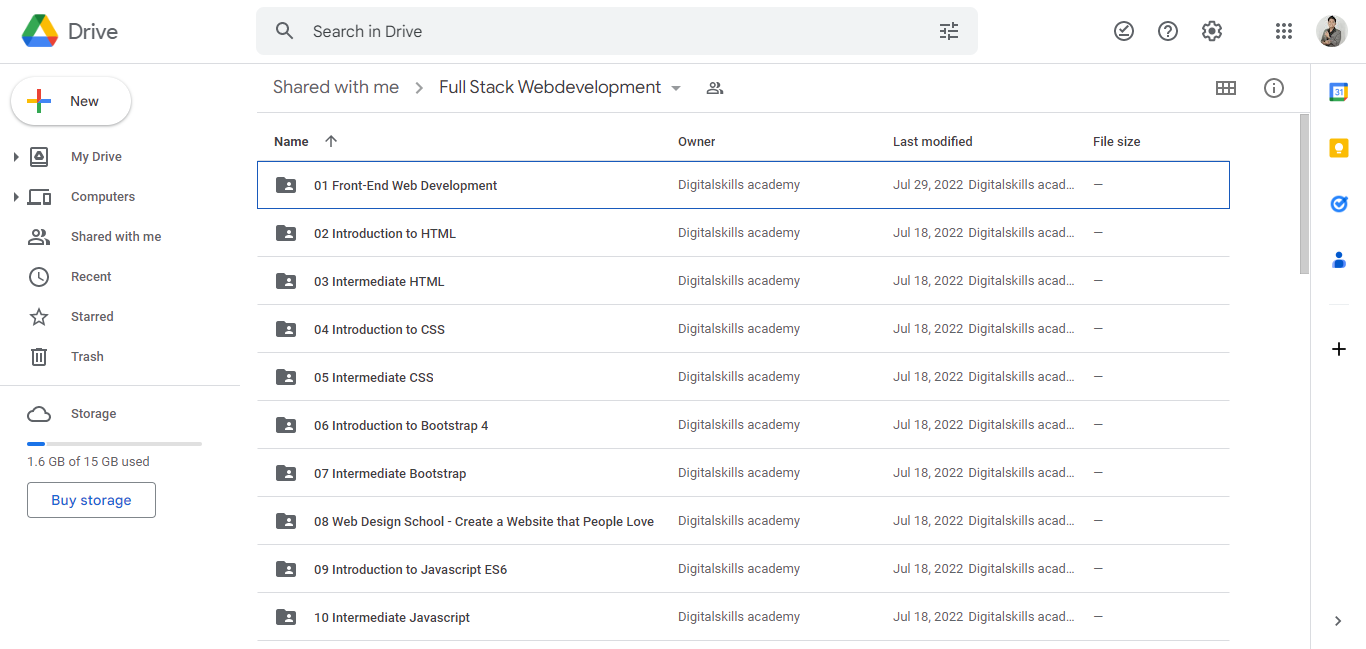 Drive
Search in Drive
New
My Drive
Computers
Shared with me
Recent
Starred
Trash
Storage
1.6 GB of 15 GB used
Buy storage
Shared with me > Full Stack Webdevelopment
Name Owner Last modified File size
01 Front-End Web Development Digitalskills academy Jul 29, 2022 Digitalskills acad... —
02 Introduction to HTML Digitalskills academy Jul 18, 2022 Digitalskills acad... —
03 Intermediate HTML Digitalskills academy Jul 18, 2022 Digitalskills acad... —
04 Introduction to CSS Digitalskills academy Jul 18, 2022 Digitalskills acad... —
05 Intermediate CSS Digitalskills academy Jul 18, 2022 Digitalskills acad... —
06 Introduction to Bootstrap 4 Digitalskills academy Jul 18, 2022 Digitalskills acad... —
07 Intermediate Bootstrap Digitalskills academy Jul 18, 2022 Digitalskills acad... —
08 Web Design School - Create a Website that People Love Digitalskills academy Jul 18, 2022 Digitalskills acad... —
09 Introduction to Javascript ES6 Digitalskills academy Jul 18, 2022 Digitalskills acad... —
10 Intermediate Javascript Digitalskills academy Jul 18, 2022 Digitalskills acad... —
31